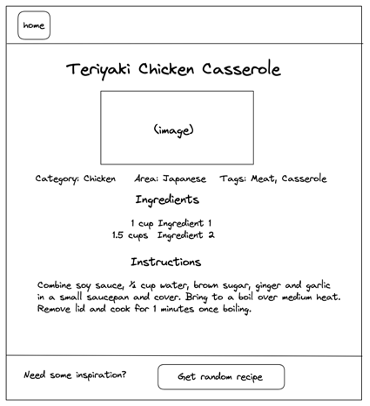 home
Teriyaki Chicken Casserole
(image)
Category: Chicken Area: Japanese Tags: Meat, Casserole
Ingredients
1 cup Ingredient 1
1.5 cups Ingredient 2
Instructions
Combine soy sauce, ½ cup water, brown sugar, ginger and garlic
in a small saucepan and cover. Bring to a boil over medium heat.
Remove lid and cook for 1 minutes once boiling.
Need some inspiration?
Get random recipe